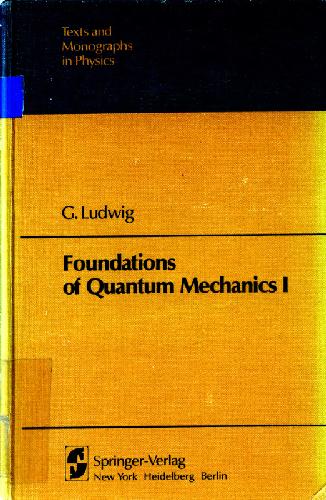 Texts and
Monographs
in Physics
G. Ludwig
Foundations
of Quantum Mechanics I
Springer-Verlag
New York Heidelberg Berlin